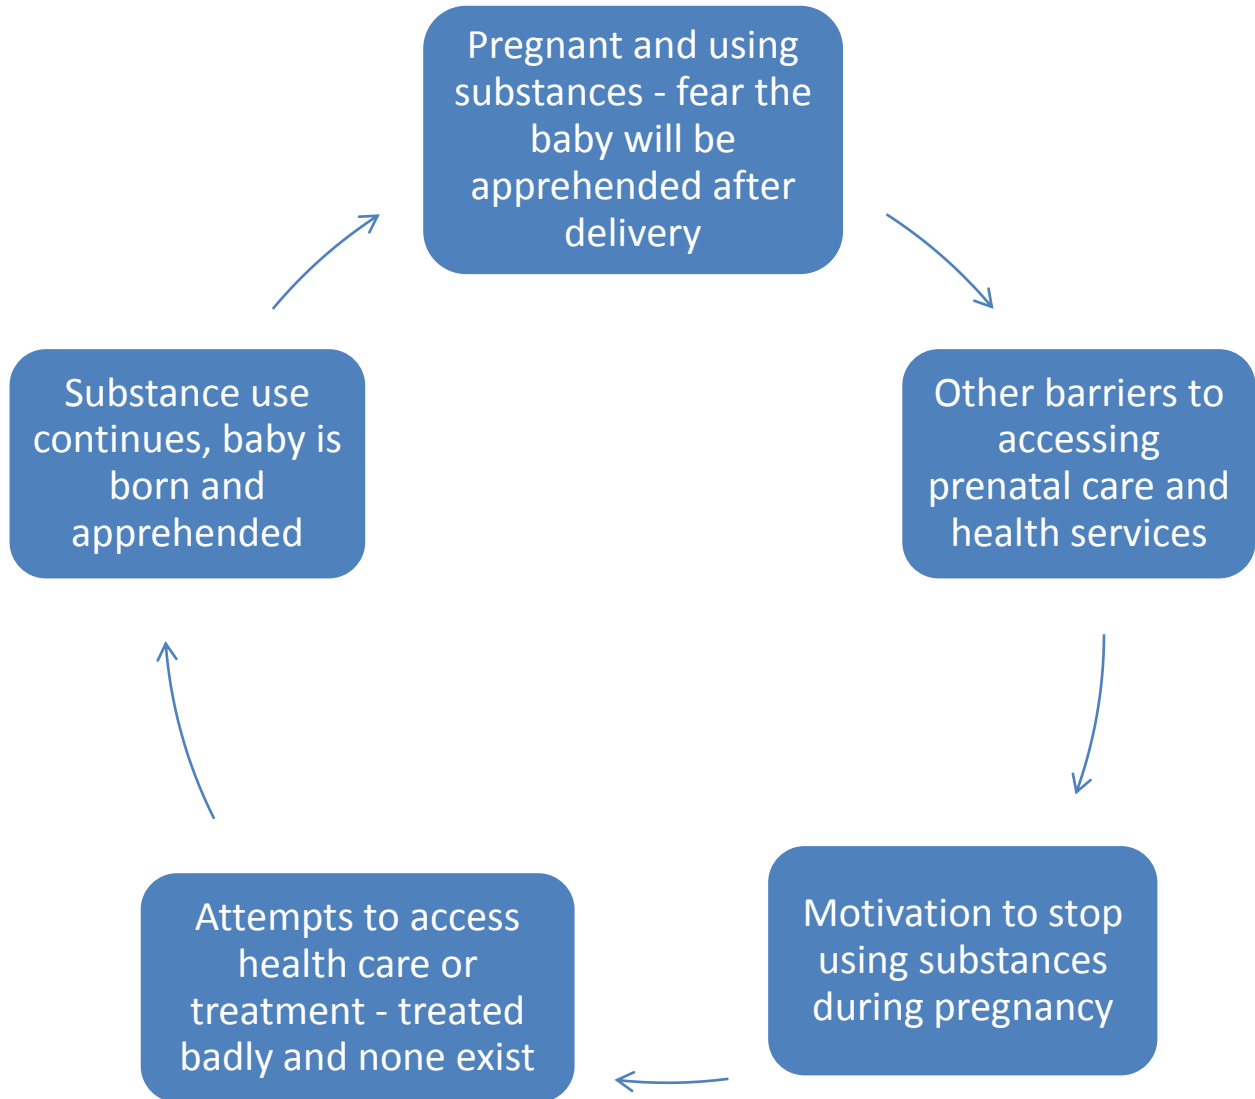 Pregnant and using
substances - fear the
baby will be
apprehended after
delivery
Other barriers to
accessing
prenatal care and
health services
Motivation to stop
using substances
during pregnancy
Attempts to access
health care or
treatment - treated
badly and none exist
Substance use
continues, baby is
born and
apprehended